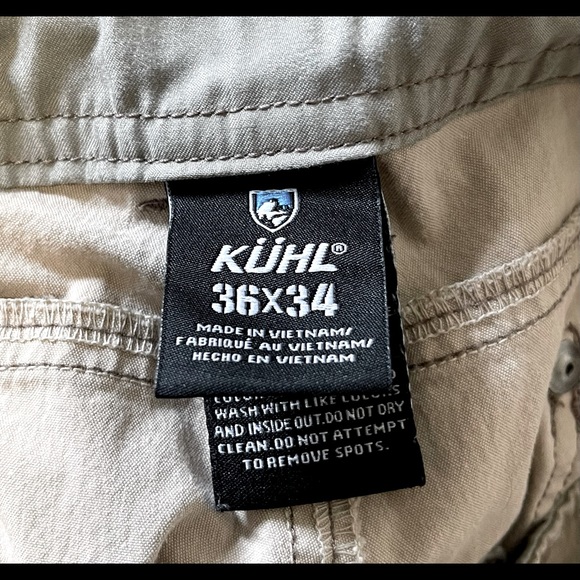 KÜHL®
36X34
MADE IN VIETNAM/
FABRIQUÉ AU VIETNAM/
HECHO EN VIETNAM
WASH WITH LIKE COLORS
AND INSIDE OUT.DO NOT DRY
CLEAN.DO NOT ATTEMPT
TO REMOVE SPOTS.